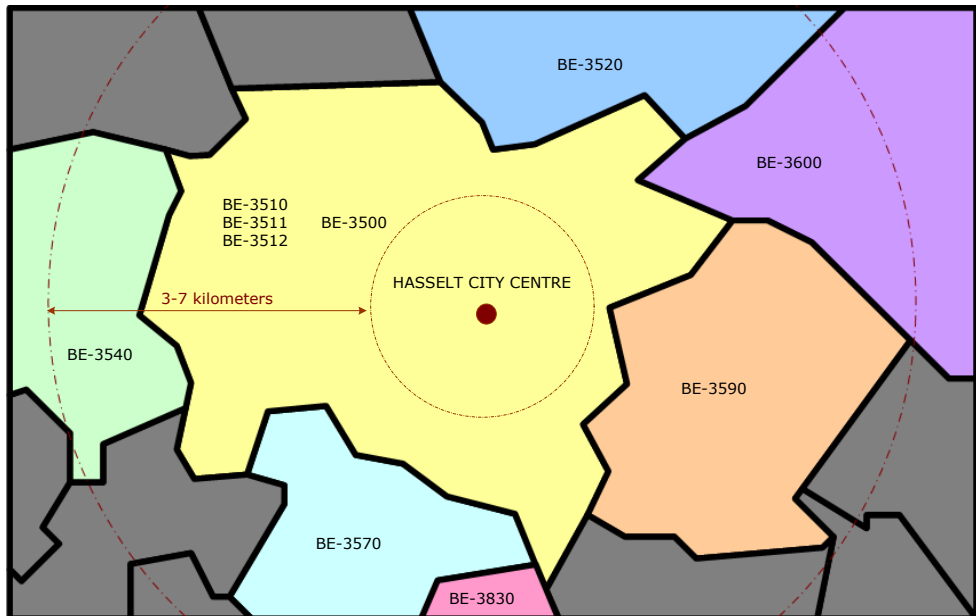 BE-3520
BE-3600
BE-3510
BE-3511
BE-3512
BE-3500
HASSELT CITY CENTRE
3-7 kilometers
BE-3540
BE-3590
BE-3570
BE-3830